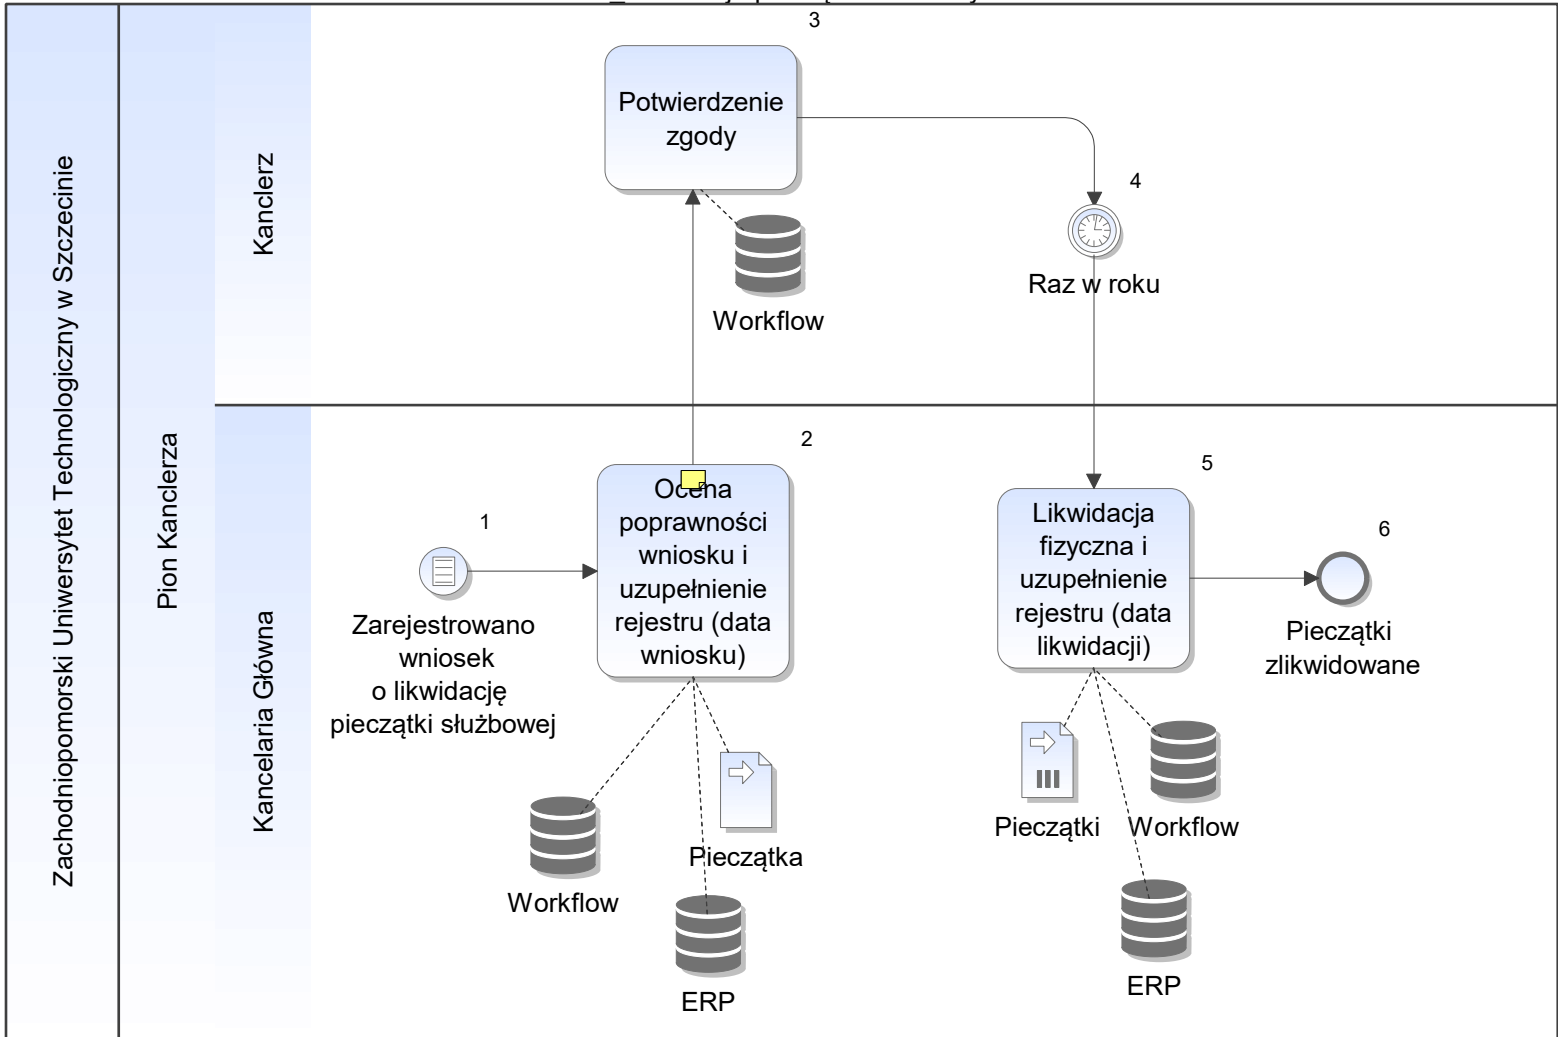 3
Potwierdzenie
zgody
4
Raz w roku
Workflow
Zachodniopomorski Uniwersytet Technologiczny w Szczecinie
Pion Kanclerza
Kanclerz
Kancelaria Główna
2
1
Ocena
poprawności
wniosku i
uzupełnienie
rejestru (data
wniosku)
Zarejestrowano
wniosek
o likwidację
pieczątki służbowej
5
Likwidacja
fizyczna i
uzupełnienie
rejestru (data
likwidacji)
6
Pieczątki
zlikwidowane
Workflow
Pieczątka
ERP
Pieczątki
Workflow
ERP